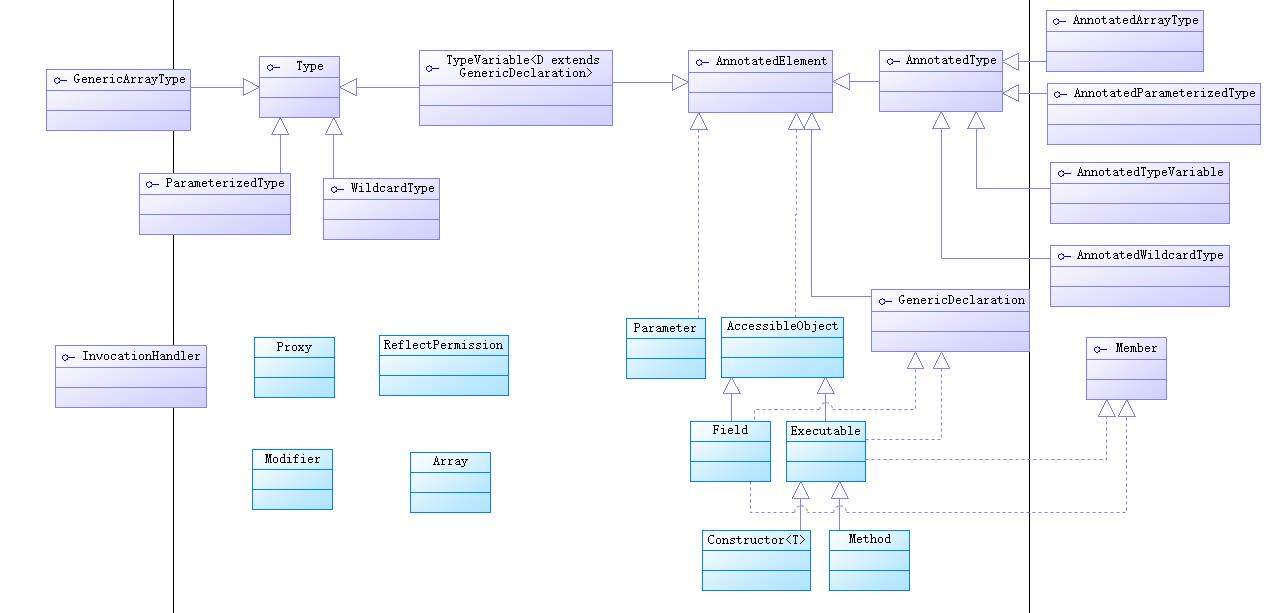 AnnotatedArrayType
Type
TypeVariable<D extends
GenericDeclaration>
AnnotatedElement
AnnotatedType
GenericArrayType
AnnotatedParameterizedType
ParameterizedType
WildcardType
AnnotatedTypeVariable
AnnotatedWildcardType
GenericDeclaration
Parameter
AccessibleObject
InvocationHandler
Proxy
ReflectPermission
Member
Field
Executable
Modifier
Array
Constructor<T>
Method